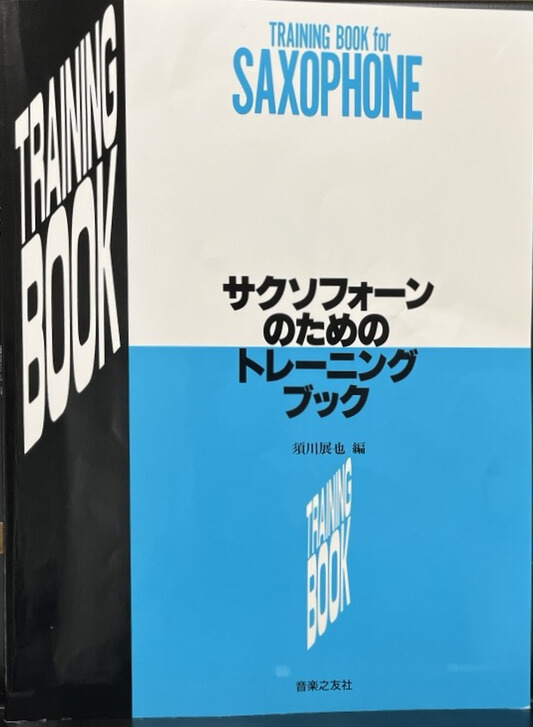 TRAINING
BOOK
TRAINING BOOK for
SAXOPHONE
サクソフォーン
のための
トレーニング
ブック
須川展也 編
TRAINING
BOOK
音楽之友社